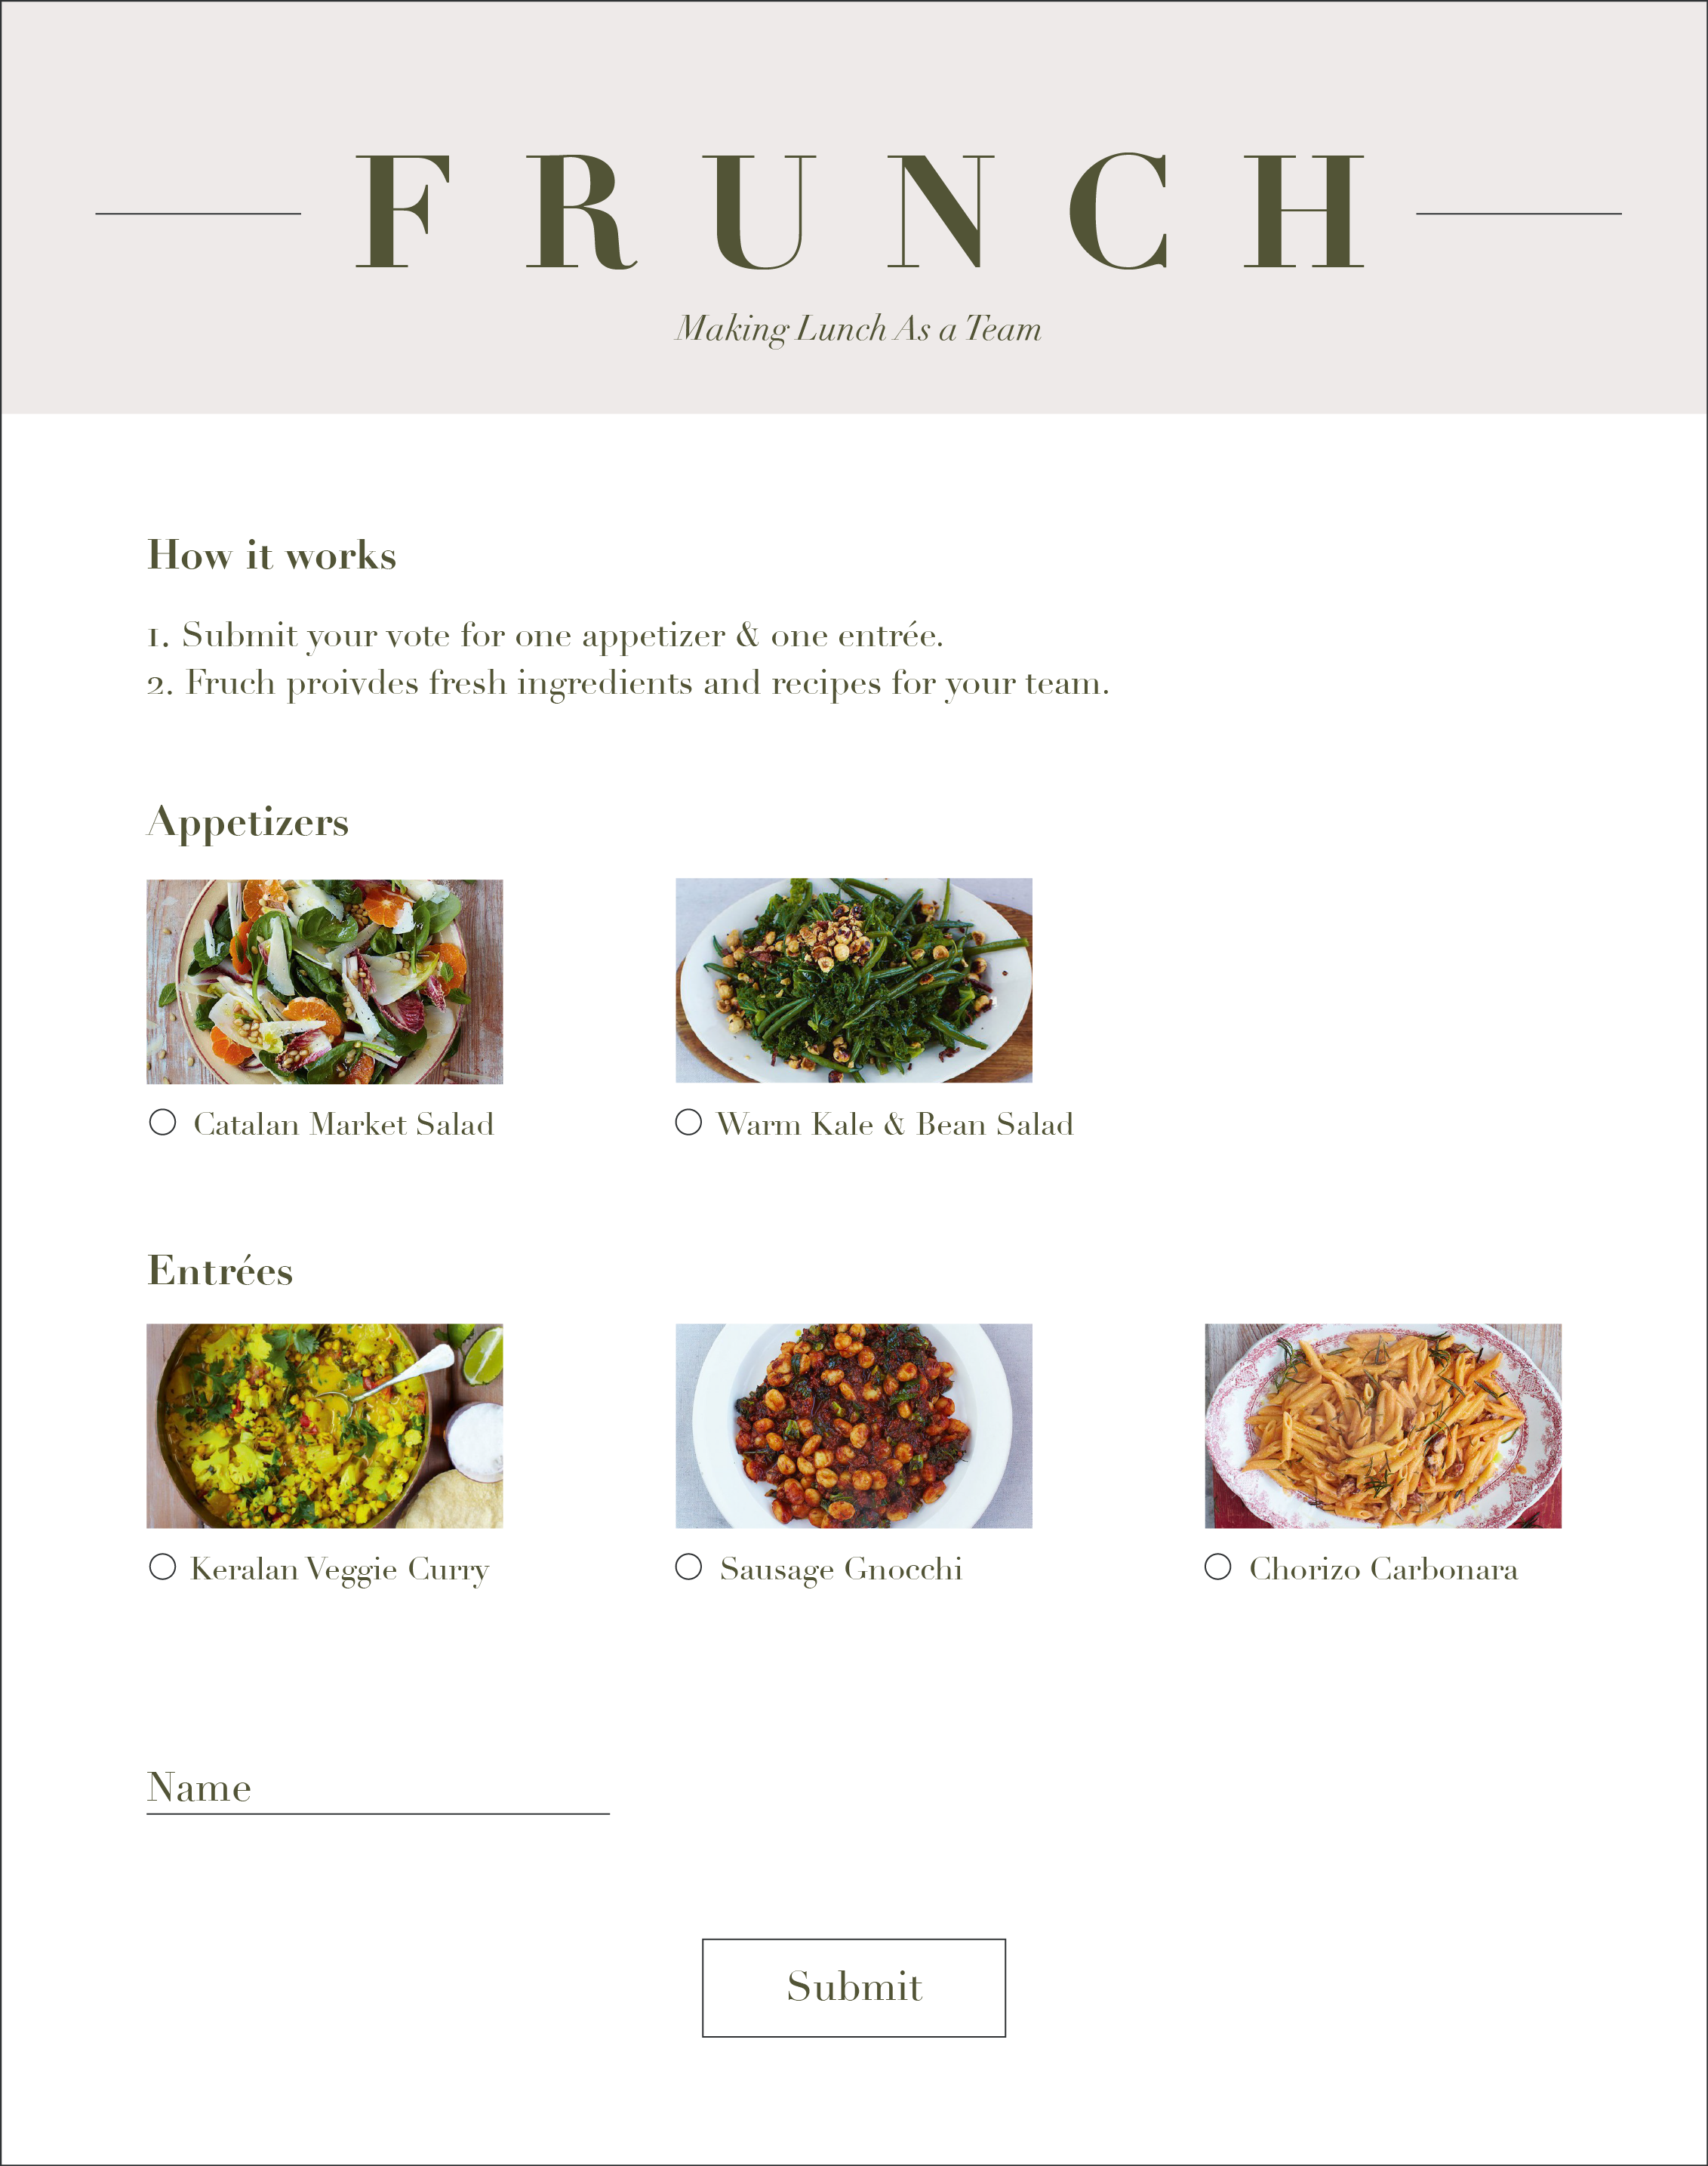 FRUNCH
Making Lunch As a Team
How it works
1. Submit your vote for one appetizer & one entrée.
2. Fruch proivdes fresh ingredients and recipes for your team.
Appetizers
Catalan Market Salad
Warm Kale & Bean Salad
Entrées
Keralan Veggie Curry
Sausage Gnocchi
Chorizo Carbonara
Name
Submit